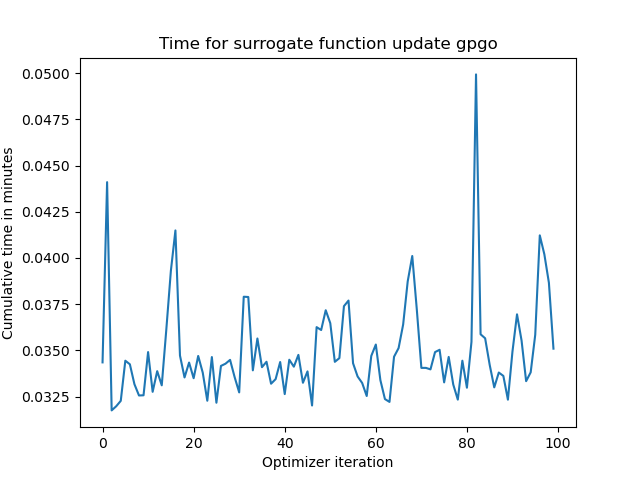 Time for surrogate function update gpgo
0.0500
0.0475
0.0450
0.0425
0.0400
0.0375
0.0350
0.0325
Cumulative time in minutes
0 20 40 60 80 100
Optimizer iteration